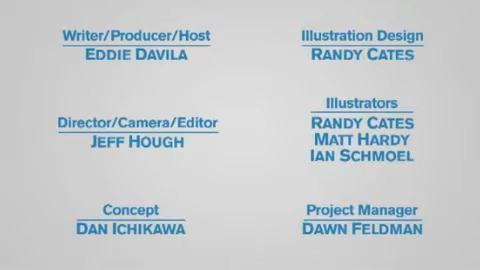 Writer/Producer/Host
EDDIE DAVILA
Director/Camera/Editor
JEFF HOUGH
Concept
DAN ICHIKAWA
Illustration Design
RANDY CATES
Illustrators
RANDY CATES
MATT HARDY
IAN SCHMOEL
Project Manager
DAWN FELDMAN